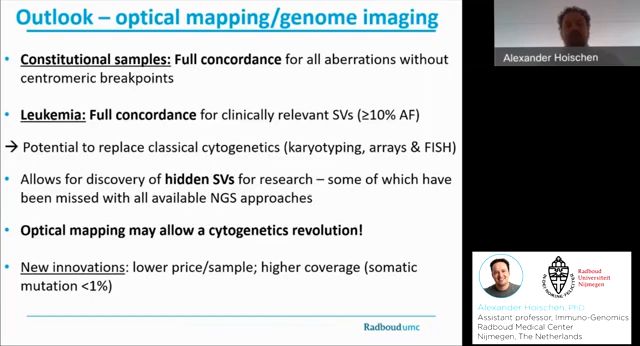 Outlook – optical mapping/genome imaging
• Constitutional samples: Full concordance for all aberrations without
centromeric breakpoints
• Leukemia: Full concordance for clinically relevant SVs (≥10% AF)
→ Potential to replace classical cytogenetics (karyotyping, arrays & FISH)
• Allows for discovery of hidden SVs for research – some of which have
been missed with all available NGS approaches
• Optical mapping may allow a cytogenetics revolution!
• New innovations: lower price/sample; higher coverage (somatic
mutation <1%)
Radboudumc
Alexander Hoischen
Radboud
Universiteit
Nijmegen
Alexander Hoischen, PhD
Assistant professor, Immuno-Genomics
Radboud Medical Center
Nijmegen, The Netherlands